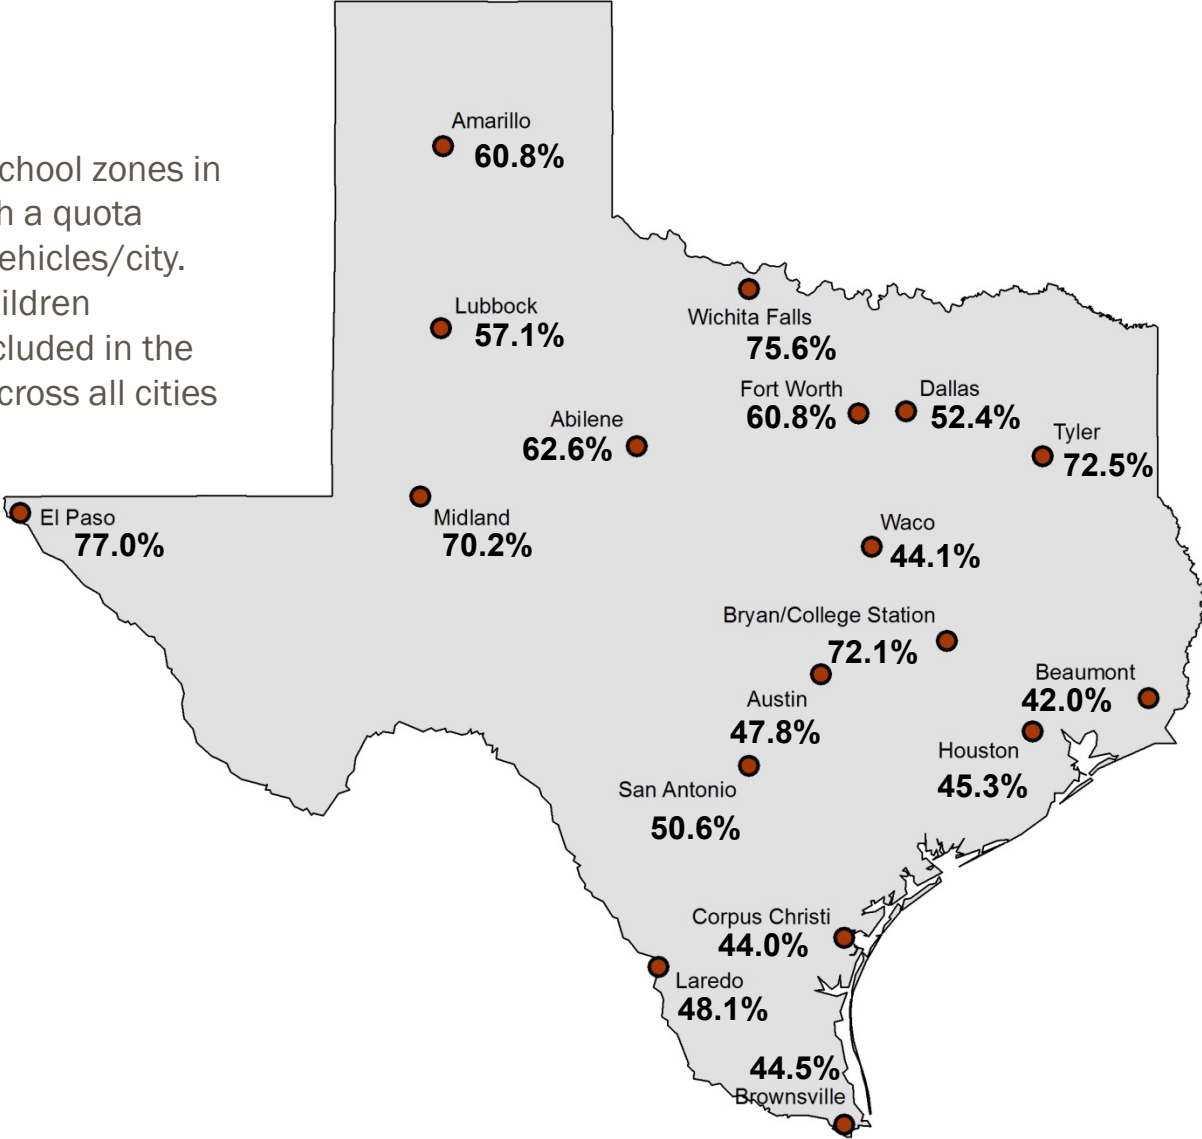 chool zones in
h a quota
ehicles/city.
ildren
cluded in the
cross all cities
Amarillo
60.8%
Lubbock
57.1%
Wichita Falls
75.6%
Fort Worth
60.8%
Dallas
52.4%
Abilene
62.6%
Tyler
72.5%
El Paso
77.0%
Midland
70.2%
Waco
44.1%
Bryan/College Station
72.1%
Austin
47.8%
Beaumont
42.0%
Houston
45.3%
San Antonio
50.6%
Corpus Christi
44.0%
Laredo
48.1%
44.5%
Brownsville